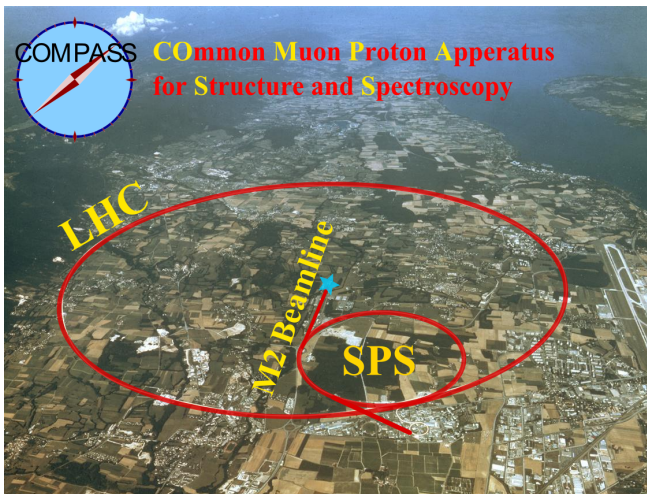 COMPASS
COmmon Muon Proton Apperatus
for Structure and Spectroscopy
LHC
M2 Beamline
SPS